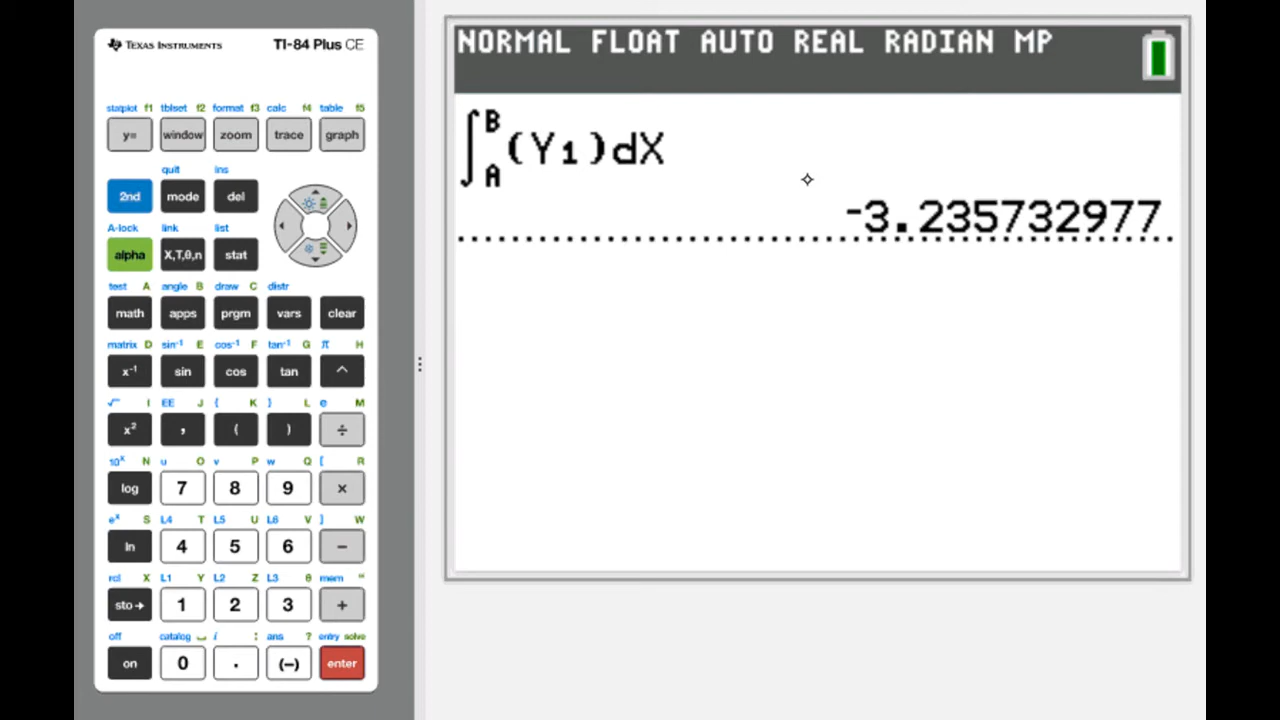 TEXAS INSTRUMENTS TI-84 Plus CE
statplot f1 tblset f2 format f3 calc f4 table f5
y= window zoom trace graph
quit ins
2nd mode del
A-lock link list
alpha X,T,θ,n stat
test A angle B draw C distr
math apps prgm vars clear
matrix D sin⁻¹ E cos⁻¹ F tan⁻¹ G π H
x⁻¹ sin cos tan ^
√ I EE J { K } L e M
x² , ( ) ÷
10ˣ N u O v P w Q [ R
log 7 8 9 ×
eˣ S L4 T L5 U L6 V ] W
ln 4 5 6 −
rcl X L1 Y L2 Z L3 θ mem "
sto→ 1 2 3 +
off catalog ⎵ i : ans ? entry solve
on 0 . (−) enter
NORMAL FLOAT AUTO REAL RADIAN MP
∫ B A (Y₁)dX
-3.235732977